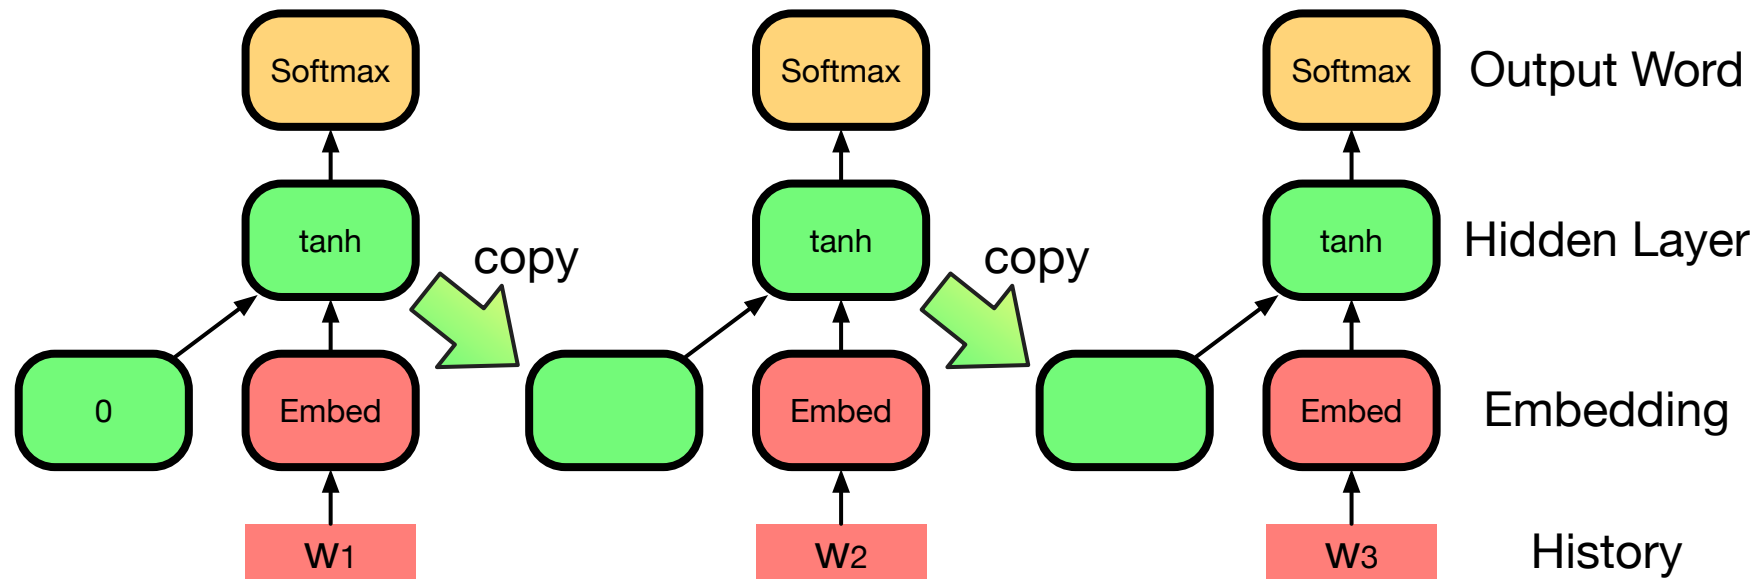 Softmax Softmax Softmax Output Word
tanh tanh tanh Hidden Layer
copy copy
0 Embed Embed Embed Embedding
w1 w2 w3 History